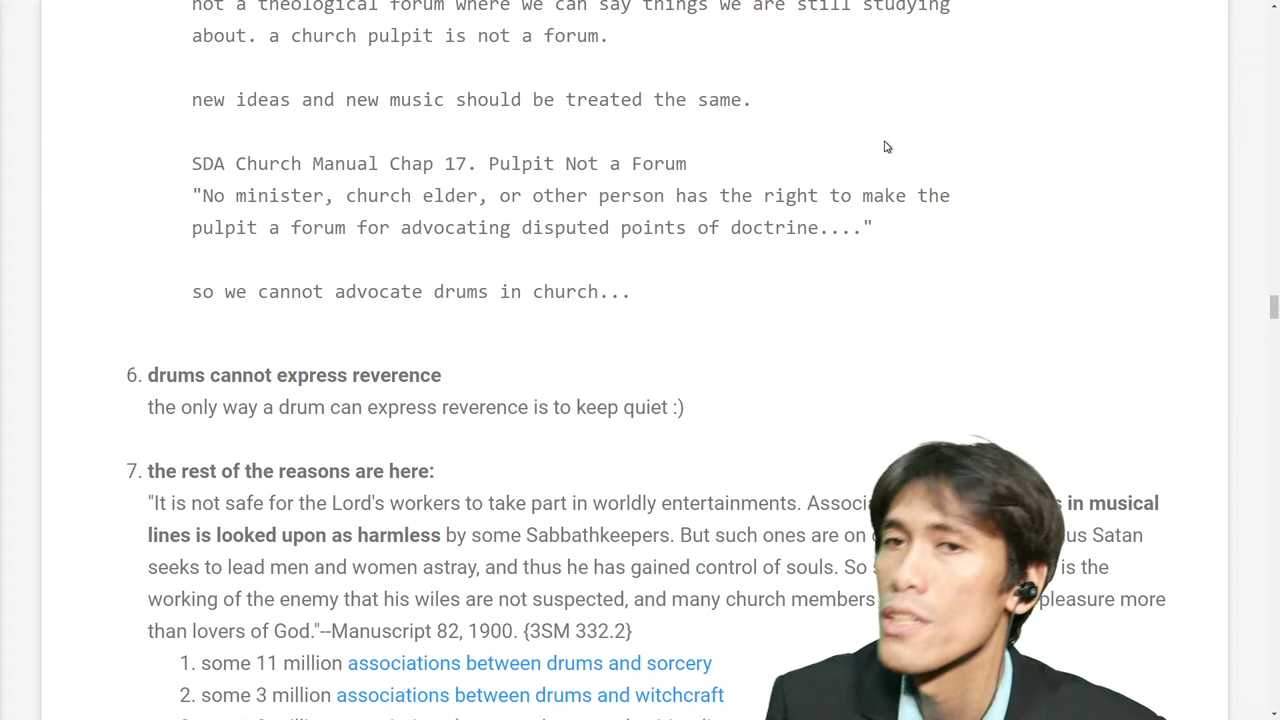 not a theological forum where we can say things we are still studying
about. a church pulpit is not a forum.
new ideas and new music should be treated the same.
SDA Church Manual Chap 17. Pulpit Not a Forum
"No minister, church elder, or other person has the right to make the
pulpit a forum for advocating disputed points of doctrine...."
so we cannot advocate drums in church...
6. drums cannot express reverence
the only way a drum can express reverence is to keep quiet :)
7. the rest of the reasons are here:
"It is not safe for the Lord's workers to take part in worldly entertainments. in musical
lines is looked upon as harmless by some Sabbathkeepers. But such ones are on Satan
seeks to lead men and women astray, and thus he has gained control of souls. So is the
working of the enemy that his wiles are not suspected, and many church members pleasure more
than lovers of God."--Manuscript 82, 1900. {3SM 332.2}
1. some 11 million associations between drums and sorcery
2. some 3 million associations between drums and witchcraft